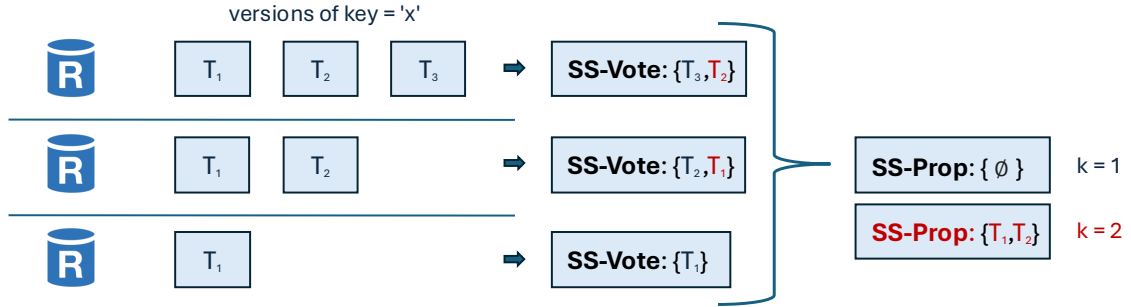 versions of key = 'x'
R T₁ T₂ T₃ SS-Vote: {T₃,T₂}
R T₁ T₂ SS-Vote: {T₂,T₁}
SS-Prop: { ∅ } k = 1
SS-Prop: {T₁,T₂} k = 2
R T₁ SS-Vote: {T₁}